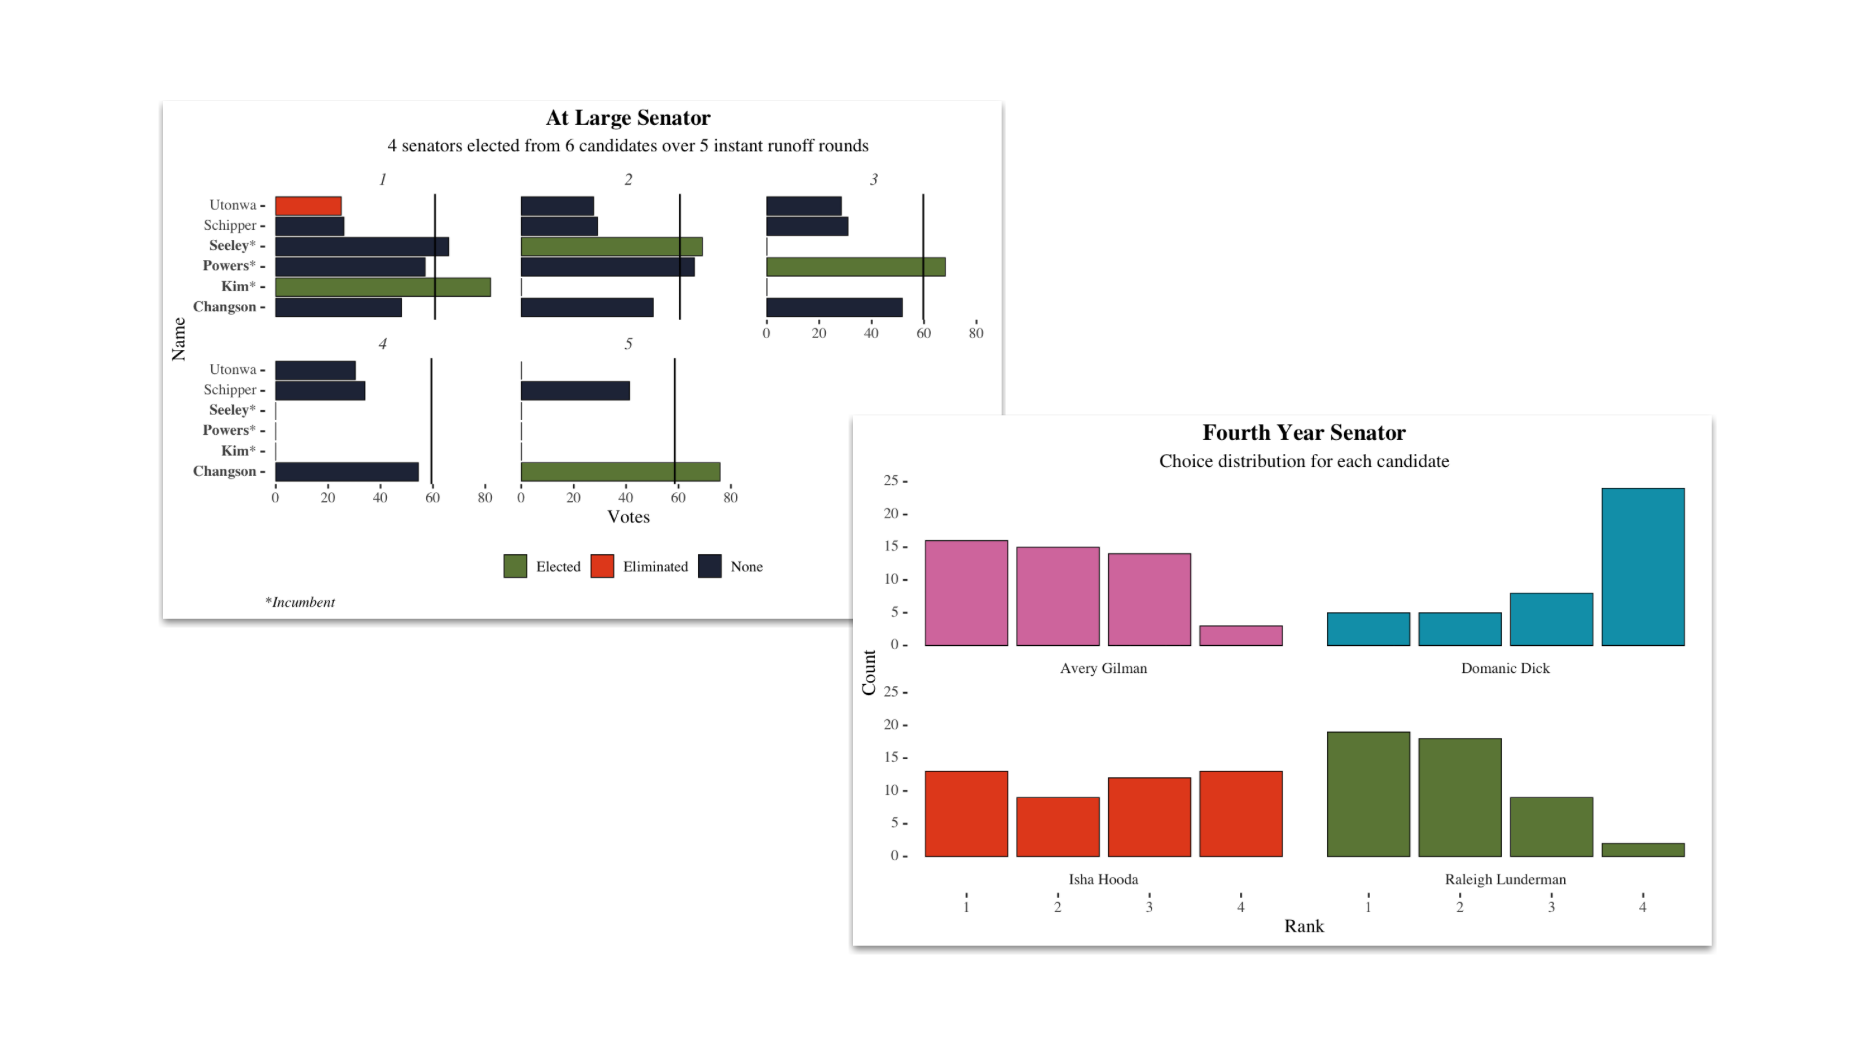 At Large Senator
4 senators elected from 6 candidates over 5 instant runoff rounds
1 2 3
Utonwa
Schipper
Seeley*
Powers*
Kim*
Changson
0 20 40 60 80
Name
4 5
Utonwa
Schipper
Seeley*
Powers*
Kim*
Changson
0 20 40 60 80 0 20 40 60 80
Votes
Elected Eliminated None
*Incumbent
Fourth Year Senator
Choice distribution for each candidate
25
20
15
10
5
0
Avery Gilman Domanic Dick
Count
25
20
15
10
5
0
Isha Hooda Raleigh Lunderman
1 2 3 4 1 2 3 4
Rank